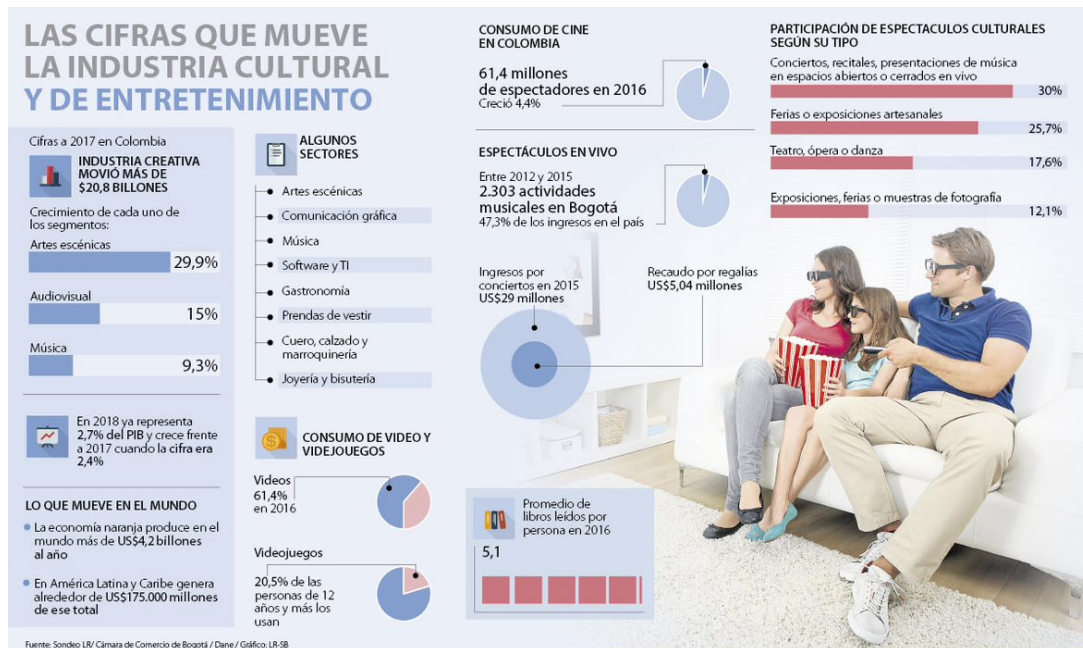 LAS CIFRAS QUE MUEVE
LA INDUSTRIA CULTURAL
Y DE ENTRETENIMIENTO
Cifras a 2017 en Colombia
INDUSTRIA CREATIVA
MOVIÓ MÁS DE
$20,8 BILLONES
Crecimiento de cada uno de
los segmentos:
Artes escénicas
29,9%
Audiovisual
15%
Música
9,3%
En 2018 ya representa
2,7% del PIB y crece frente
a 2017 cuando la cifra era
2,4%
LO QUE MUEVE EN EL MUNDO
La economía naranja produce en el
mundo más de US$4,2 billones
al año
En América Latina y Caribe genera
alrededor de US$175.000 millones
de ese total
ALGUNOS
SECTORES
Artes escénicas
Comunicación gráfica
Música
Software y TI
Gastronomía
Prendas de vestir
Cuero, calzado y
marroquinería
Joyería y bisutería
CONSUMO DE VIDEO Y
VIDEJUEGOS
Videos
61,4%
en 2016
Videojuegos
20,5% de las
personas de 12
años y más los
usan
CONSUMO DE CINE
EN COLOMBIA
61,4 millones
de espectadores en 2016
Creció 4,4%
ESPECTÁCULOS EN VIVO
Entre 2012 y 2015
2.303 actividades
musicales en Bogotá
47,3% de los ingresos en el país
Ingresos por
conciertos en 2015
US$29 millones
Recaudo por regalías
US$5,04 millones
Promedio de
libros leídos por
persona en 2016
5,1
PARTICIPACIÓN DE ESPECTACULOS CULTURALES
SEGÚN SU TIPO
Conciertos, recitales, presentaciones de música
en espacios abiertos o cerrados en vivo
30%
Ferias o exposiciones artesanales
25,7%
Teatro, ópera o danza
17,6%
Exposiciones, ferias o muestras de fotografía
12,1%
Fuente: Sondeo LR/ Cámara de Comercio de Bogotá / Dane / Gráfico: LR-SB